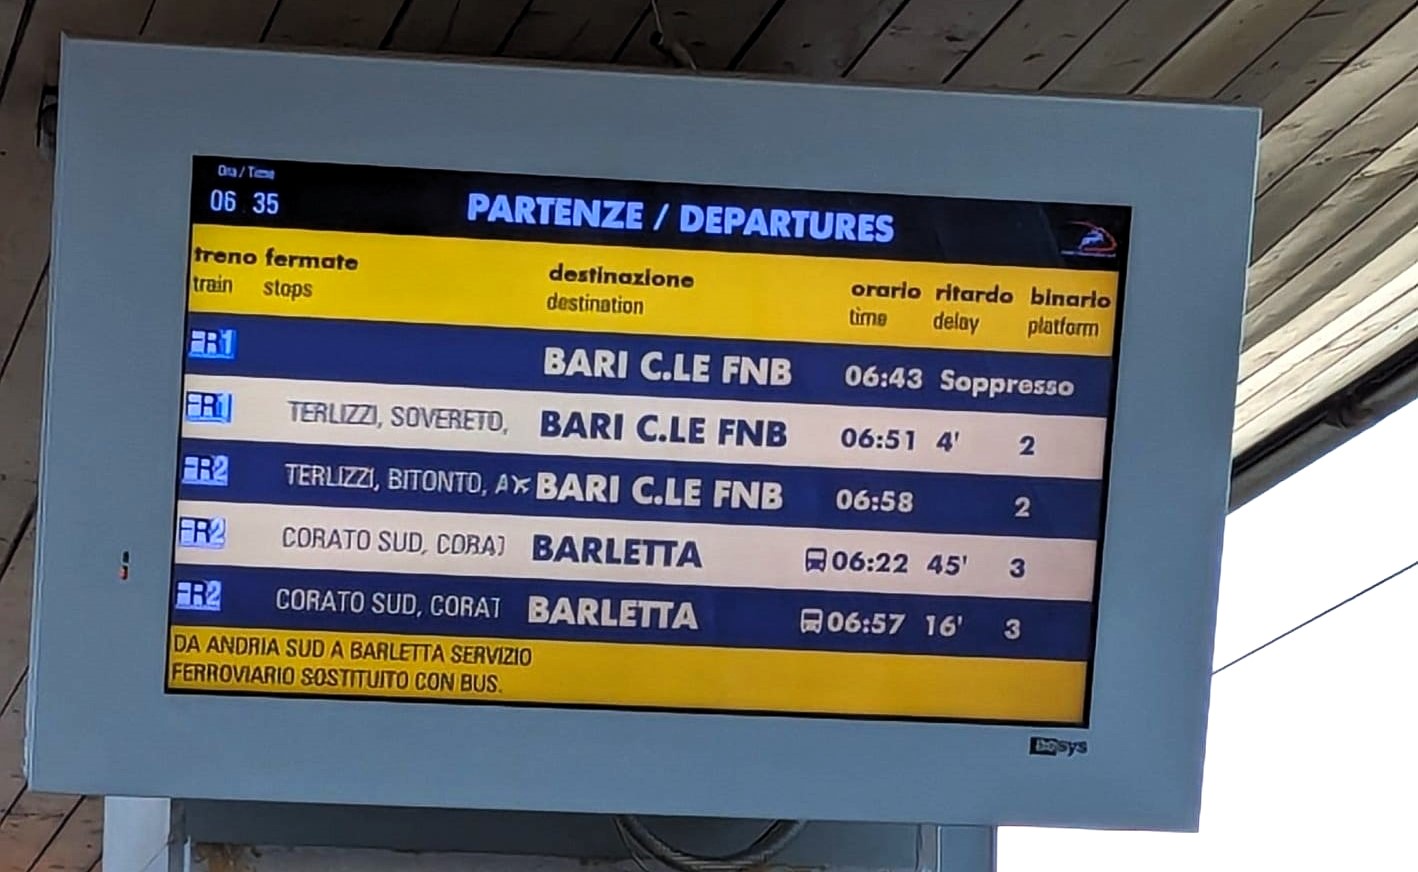 Ora / Time
06 35
PARTENZE / DEPARTURES
treno fermate destinazione orario ritardo binario
train stops destination time delay platform
FR1 BARI C.LE FNB 06:43 Soppresso
FR1 TERLIZZI, SOVERETO, BARI C.LE FNB 06:51 4' 2
FR2 TERLIZZI, BITONTO, A BARI C.LE FNB 06:58 2
FR2 CORATO SUD, CORAT BARLETTA 06:22 45' 3
FR2 CORATO SUD, CORAT BARLETTA 06:57 16' 3
DA ANDRIA SUD A BARLETTA SERVIZIO
FERROVIARIO SOSTITUITO CON BUS.